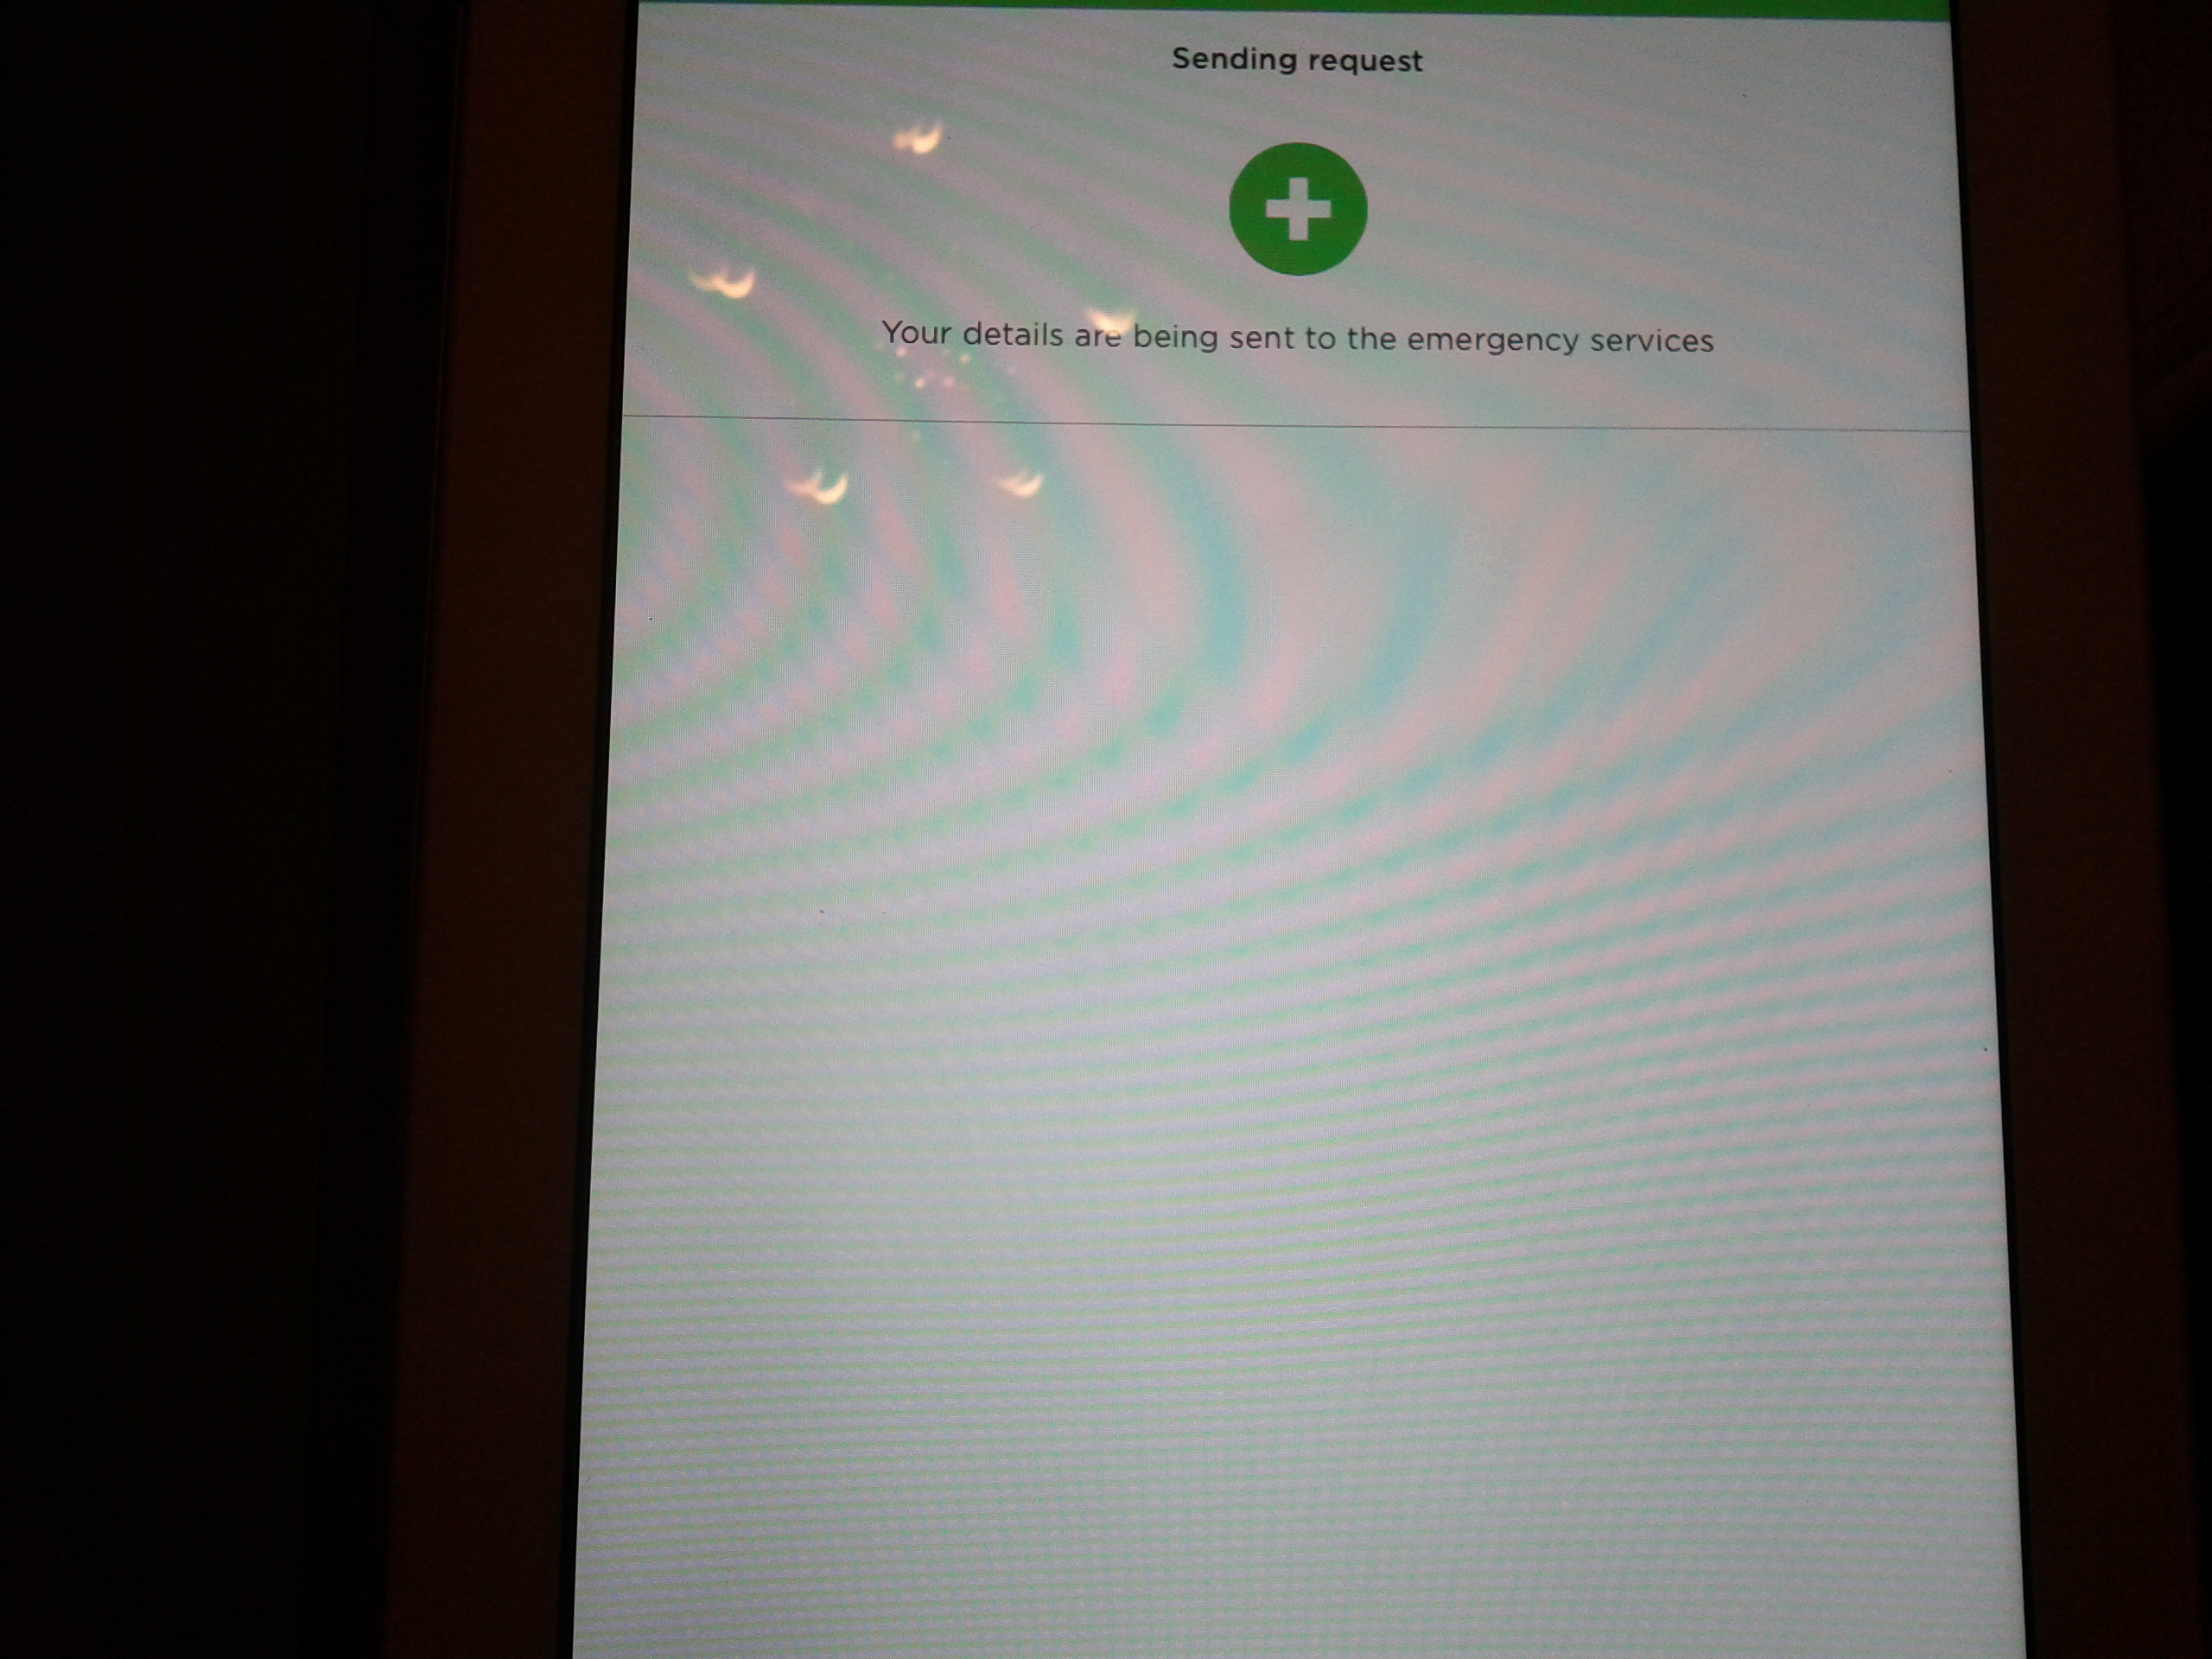 Sending request
Your details are being sent to the emergency services